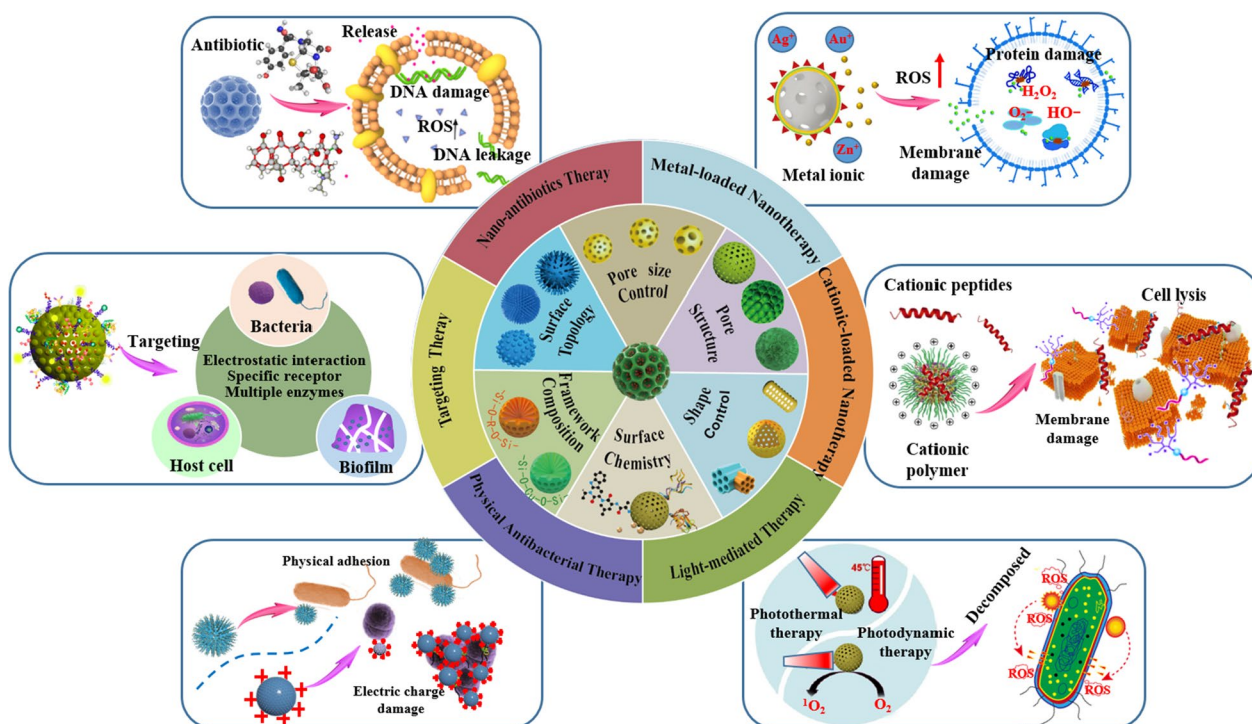 Antibiotic
Release
DNA damage
ROS↑
DNA leakage
Ag⁺
Au⁺
Zn⁺
Metal ionic
ROS
Protein damage
H₂O₂
O₂⁻
HO⁻
Membrane
damage
Nano-antibiotics Theray
Metal-loaded Nanotherapy
Cationic-loaded Nanotherapy
Light-mediated Therapy
Physical Antibacterial Therapy
Targeting Theray
Pore size
Control
Pore
Structure
Shape
Control
Surface
Chemistry
Framework
Composition
-Si-O-R-O-Si-
Surface
Topology
Targeting
Bacteria
Electrostatic interaction
Specific receptor
Multiple enzymes
Host cell
Biofilm
Cationic peptides
Cationic
polymer
Cell lysis
Membrane
damage
Physical adhesion
Electric charge
damage
45℃
Photothermal
therapy
Photodynamic
therapy
¹O₂
O₂
Decomposed
ROS
ROS
ROS
ROS